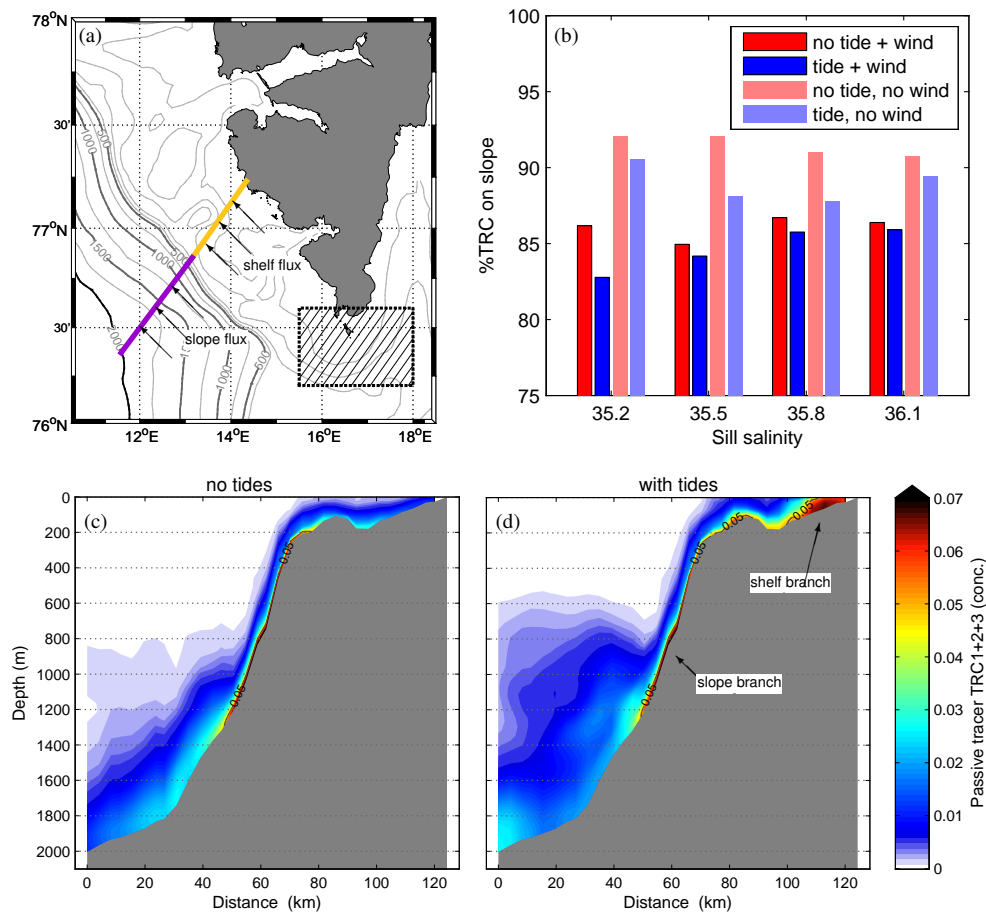 (a)
78°N
30'
77°N
30'
76°N
12°E
14°E
16°E
18°E
500
1000
500
1500
1000
2000
1000
600
shelf flux
slope flux
(b)
100
95
90
85
80
75
%TRC on slope
no tide + wind
tide + wind
no tide, no wind
tide, no wind
35.2
35.5
35.8
36.1
Sill salinity
no tides
(c)
0
200
400
600
800
1000
1200
1400
1600
1800
2000
Depth (m)
0.05
0.05
0
20
40
60
80
100
120
Distance (km)
with tides
(d)
0.05
0.05
0.05
0.05
shelf branch
slope branch
0
20
40
60
80
100
120
Distance (km)
0.07
0.06
0.05
0.04
0.03
0.02
0.01
0
Passive tracer TRC1+2+3 (conc.)